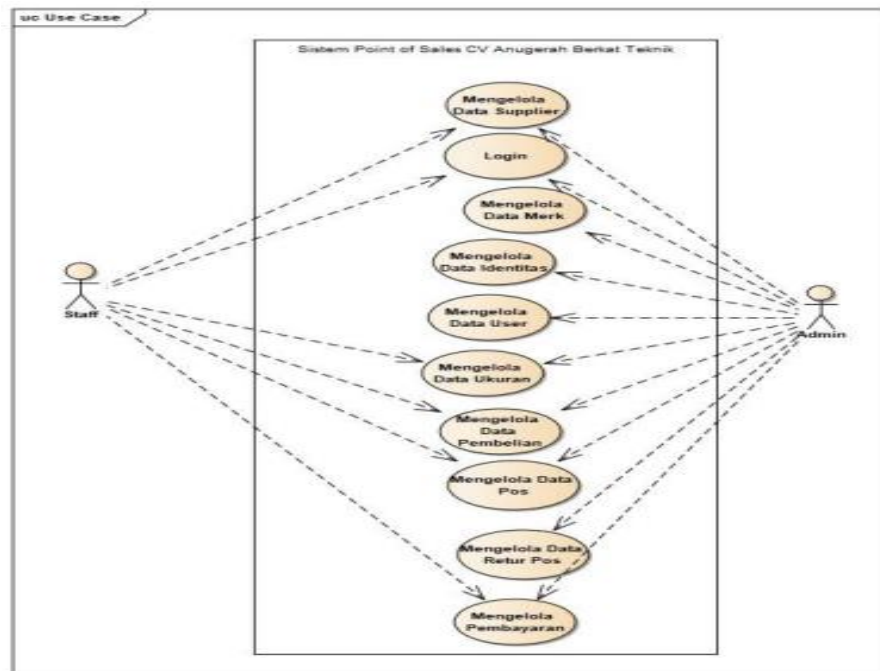 uc Use Case
Sistem Point of Sales CV Anugerah Berkat Teknik
Mengelola
Data Supplier
Login
Mengelola
Data Merk
Mengelola
Data Identitas
Mengelola
Data User
Mengelola
Data Ukuran
Mengelola
Data
Pembelian
Mengelola Data
Pos
Mengelola Data
Retur Pos
Mengelola
Pembayaran
Staff
Admin